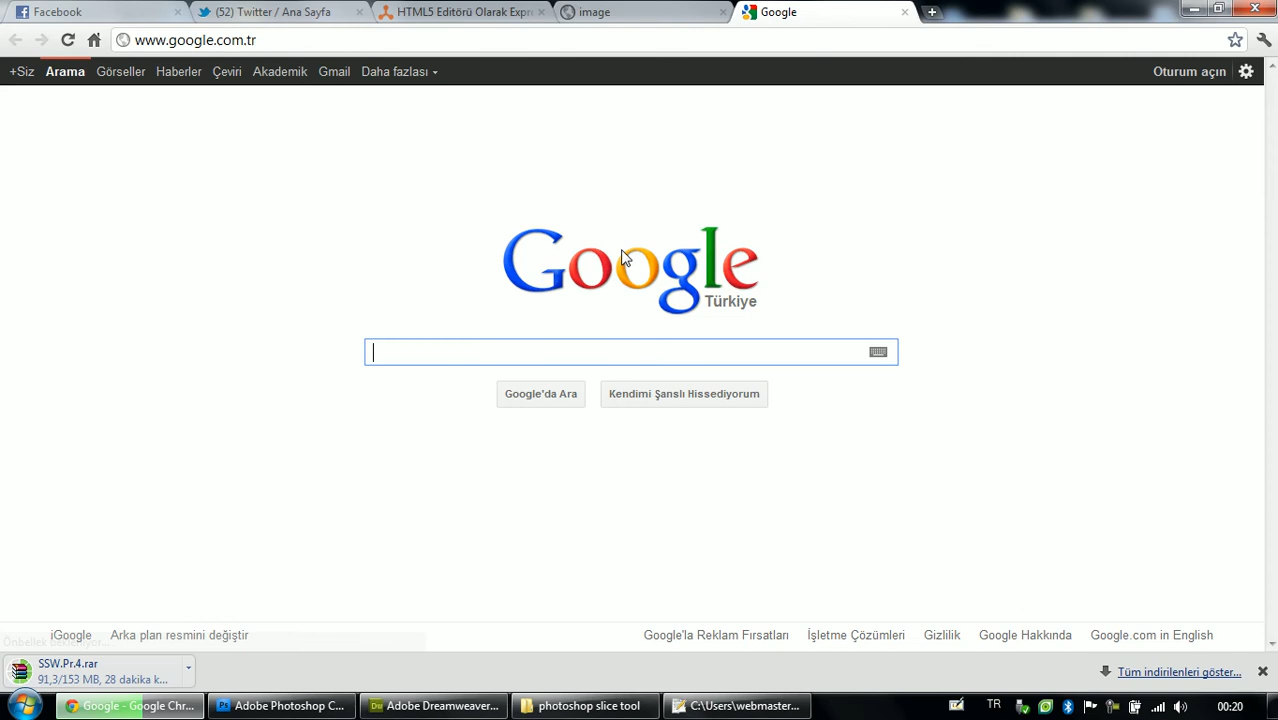 Facebook
(52) Twitter / Ana Sayfa
HTML5 Editörü Olarak Expr
image
Google
www.google.com.tr
+Siz Arama Görseller Haberler Çeviri Akademik Gmail Daha fazlası
Oturum açın
Google
Türkiye
Google'da Ara
Kendimi Şanslı Hissediyorum
Önbellek bekleniyor...
iGoogle Arka plan resmini değiştir
Google'la Reklam Fırsatları İşletme Çözümleri Gizlilik Google Hakkında Google.com in English
SSW.Pr.4.rar
91,3/153 MB, 28 dakika k...
Tüm indirilenleri göster...
Google - Google Chr...
Adobe Photoshop C...
Adobe Dreamweaver...
photoshop slice tool
C:\Users\webmaster...
TR
00:20